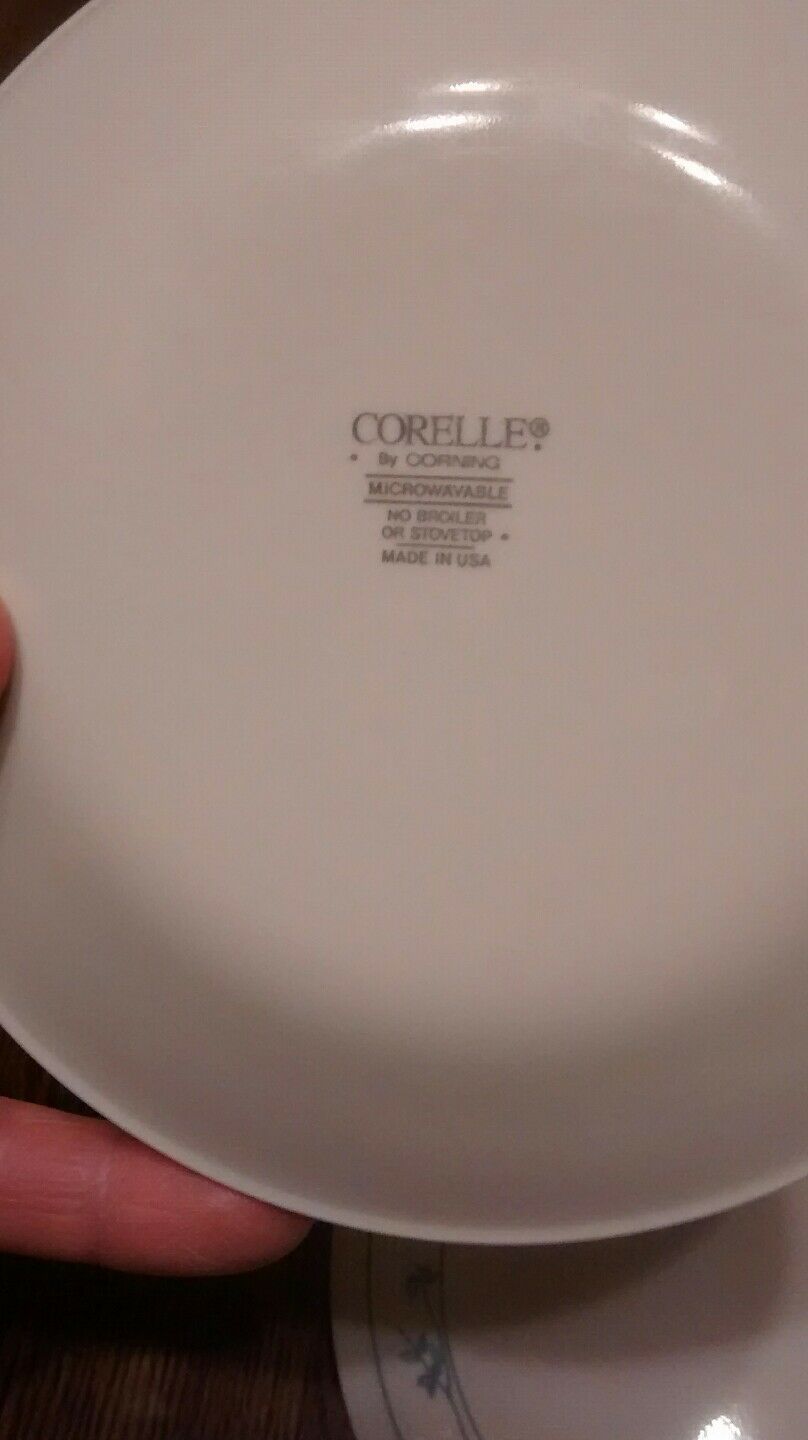 CORELLE®
• By CORNING
MICROWAVABLE
NO BROILER
OR STOVETOP •
MADE IN USA